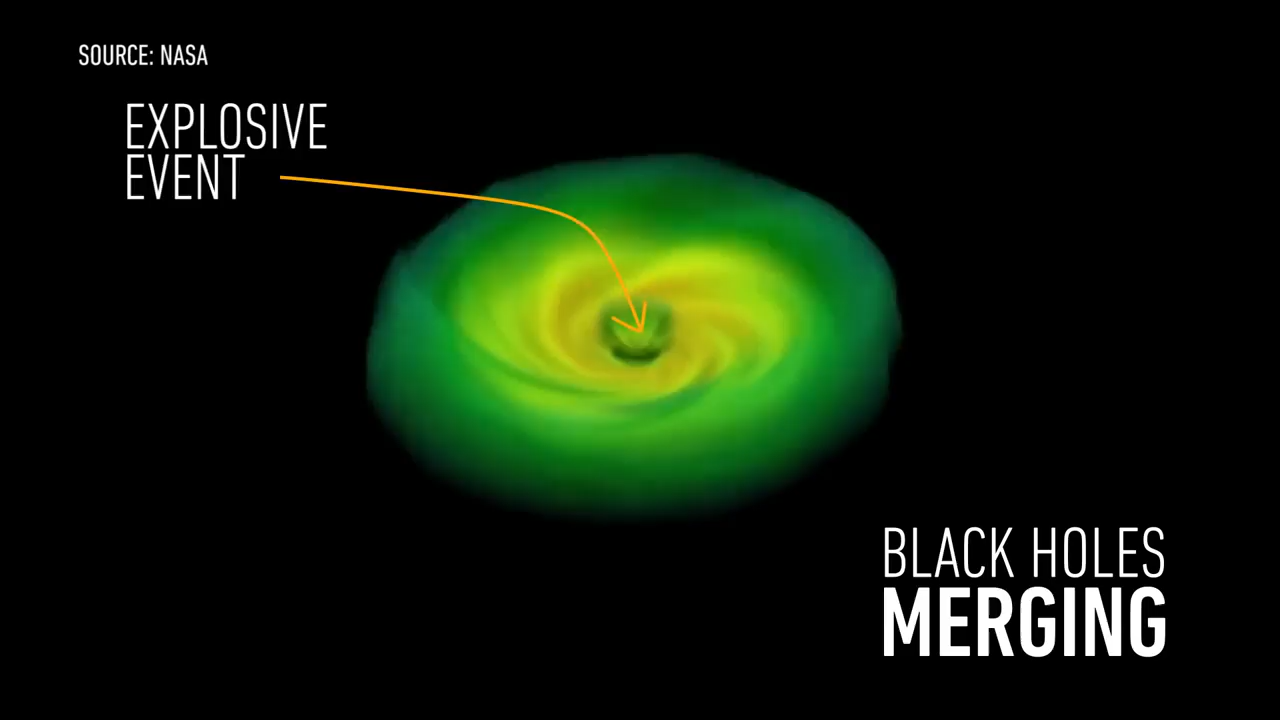 SOURCE: NASA
EXPLOSIVE
EVENT
BLACK HOLES
MERGING